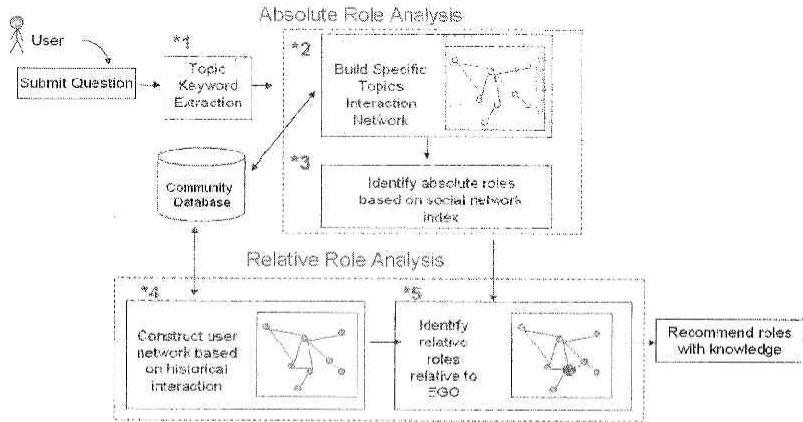 Absolute Role Analysis
User
Submit Question
*1
Topic
Keyword
Extraction
*2
Build Specific
Topics
Interaction
Network
*3
Identify absolute roles
based on social network
index
Community
Database
Relative Role Analysis
*4
Construct user
network based
on historical
interaction
*5
Identify
relative
roles
relative to
EGO
Recommend roles
with knowledge